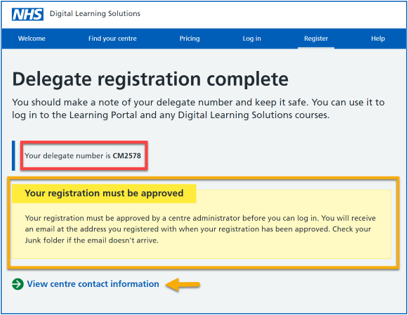 NHS Digital Learning Solutions
Welcome Find your centre Pricing Log in Register Help
Delegate registration complete
You should make a note of your delegate number and keep it safe. You can use it to
log in to the Learning Portal and any Digital Learning Solutions courses.
Your delegate number is CM2578
Your registration must be approved
Your registration must be approved by a centre administrator before you can log in. You will receive
an email at the address you registered with when your registration has been approved. Check your
Junk folder if the email doesn't arrive.
View centre contact information